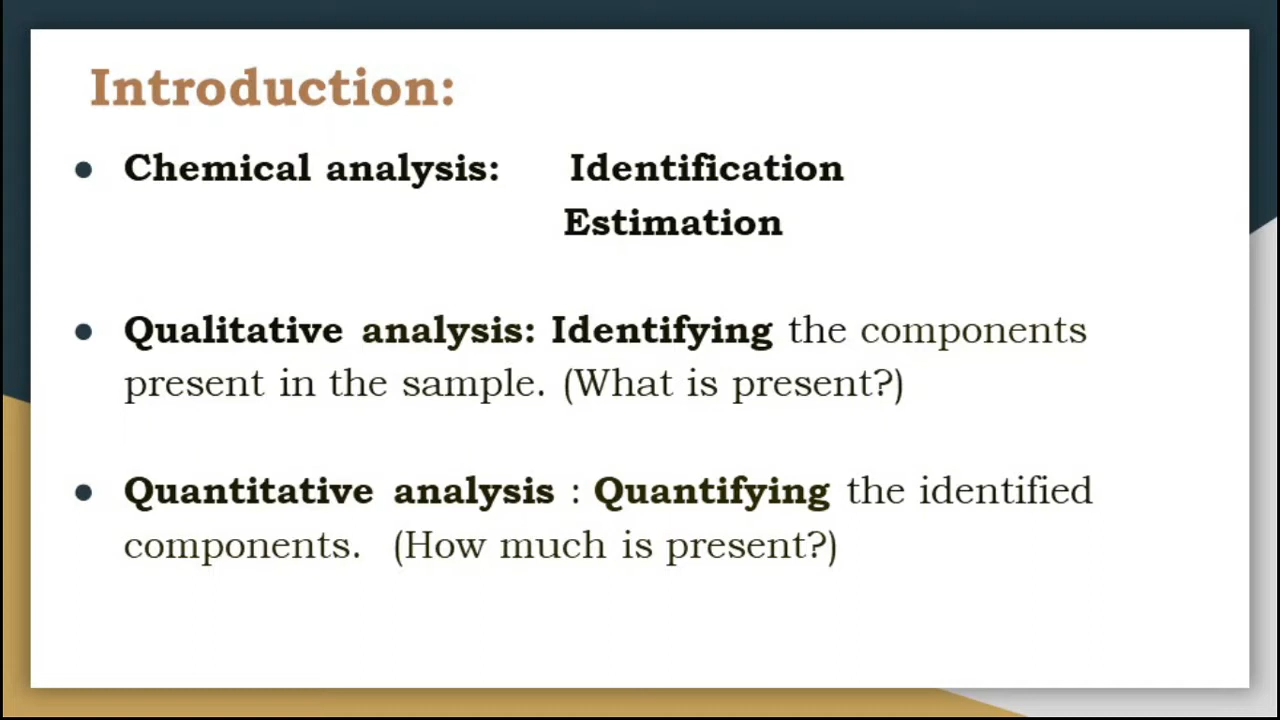 Introduction:
● Chemical analysis: Identification
Estimation
● Qualitative analysis: Identifying the components
present in the sample. (What is present?)
● Quantitative analysis : Quantifying the identified
components. (How much is present?)